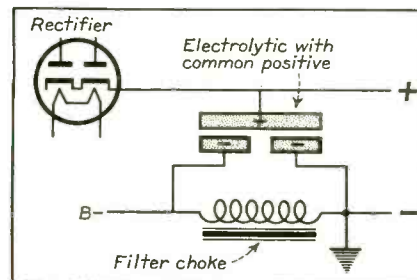 Rectifier
Electrolytic with
common positive
+
+
- -
B-
-
Filter choke